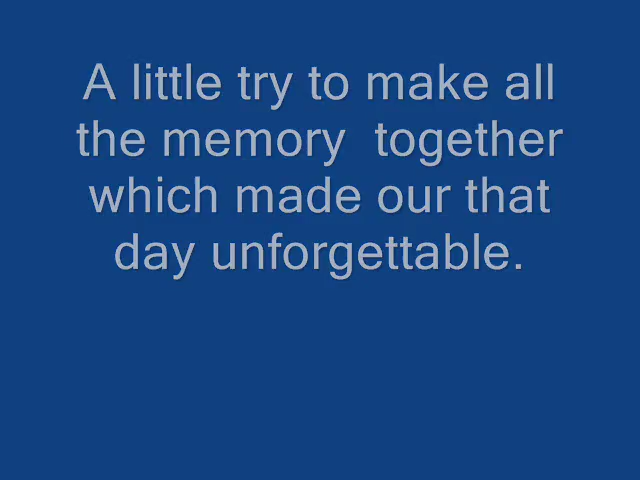 A little try to make all
the memory  together
which made our that
day unforgettable.